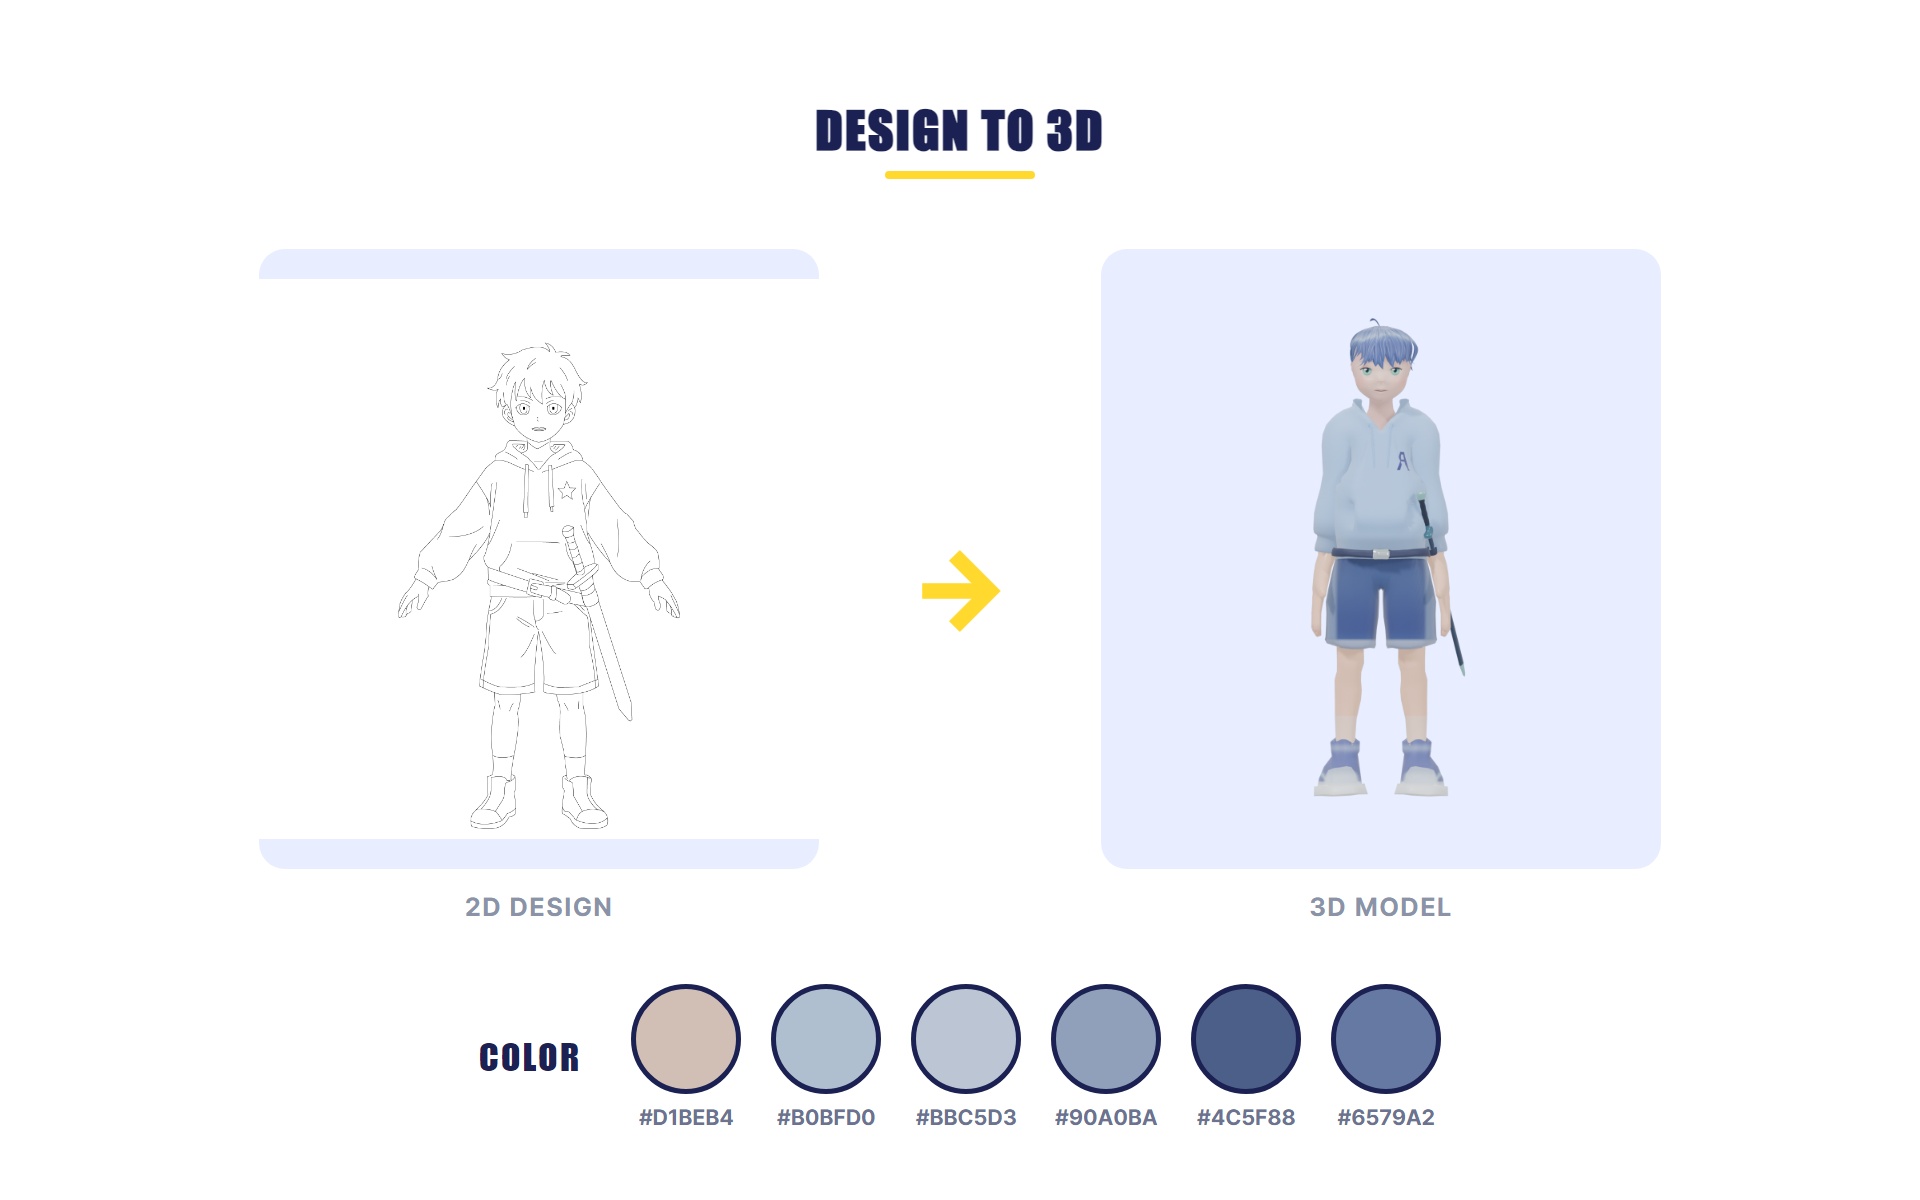 DESIGN TO 3D
2D DESIGN
3D MODEL
COLOR
#D1BEB4
#B0BFD0
#BBC5D3
#90A0BA
#4C5F88
#6579A2